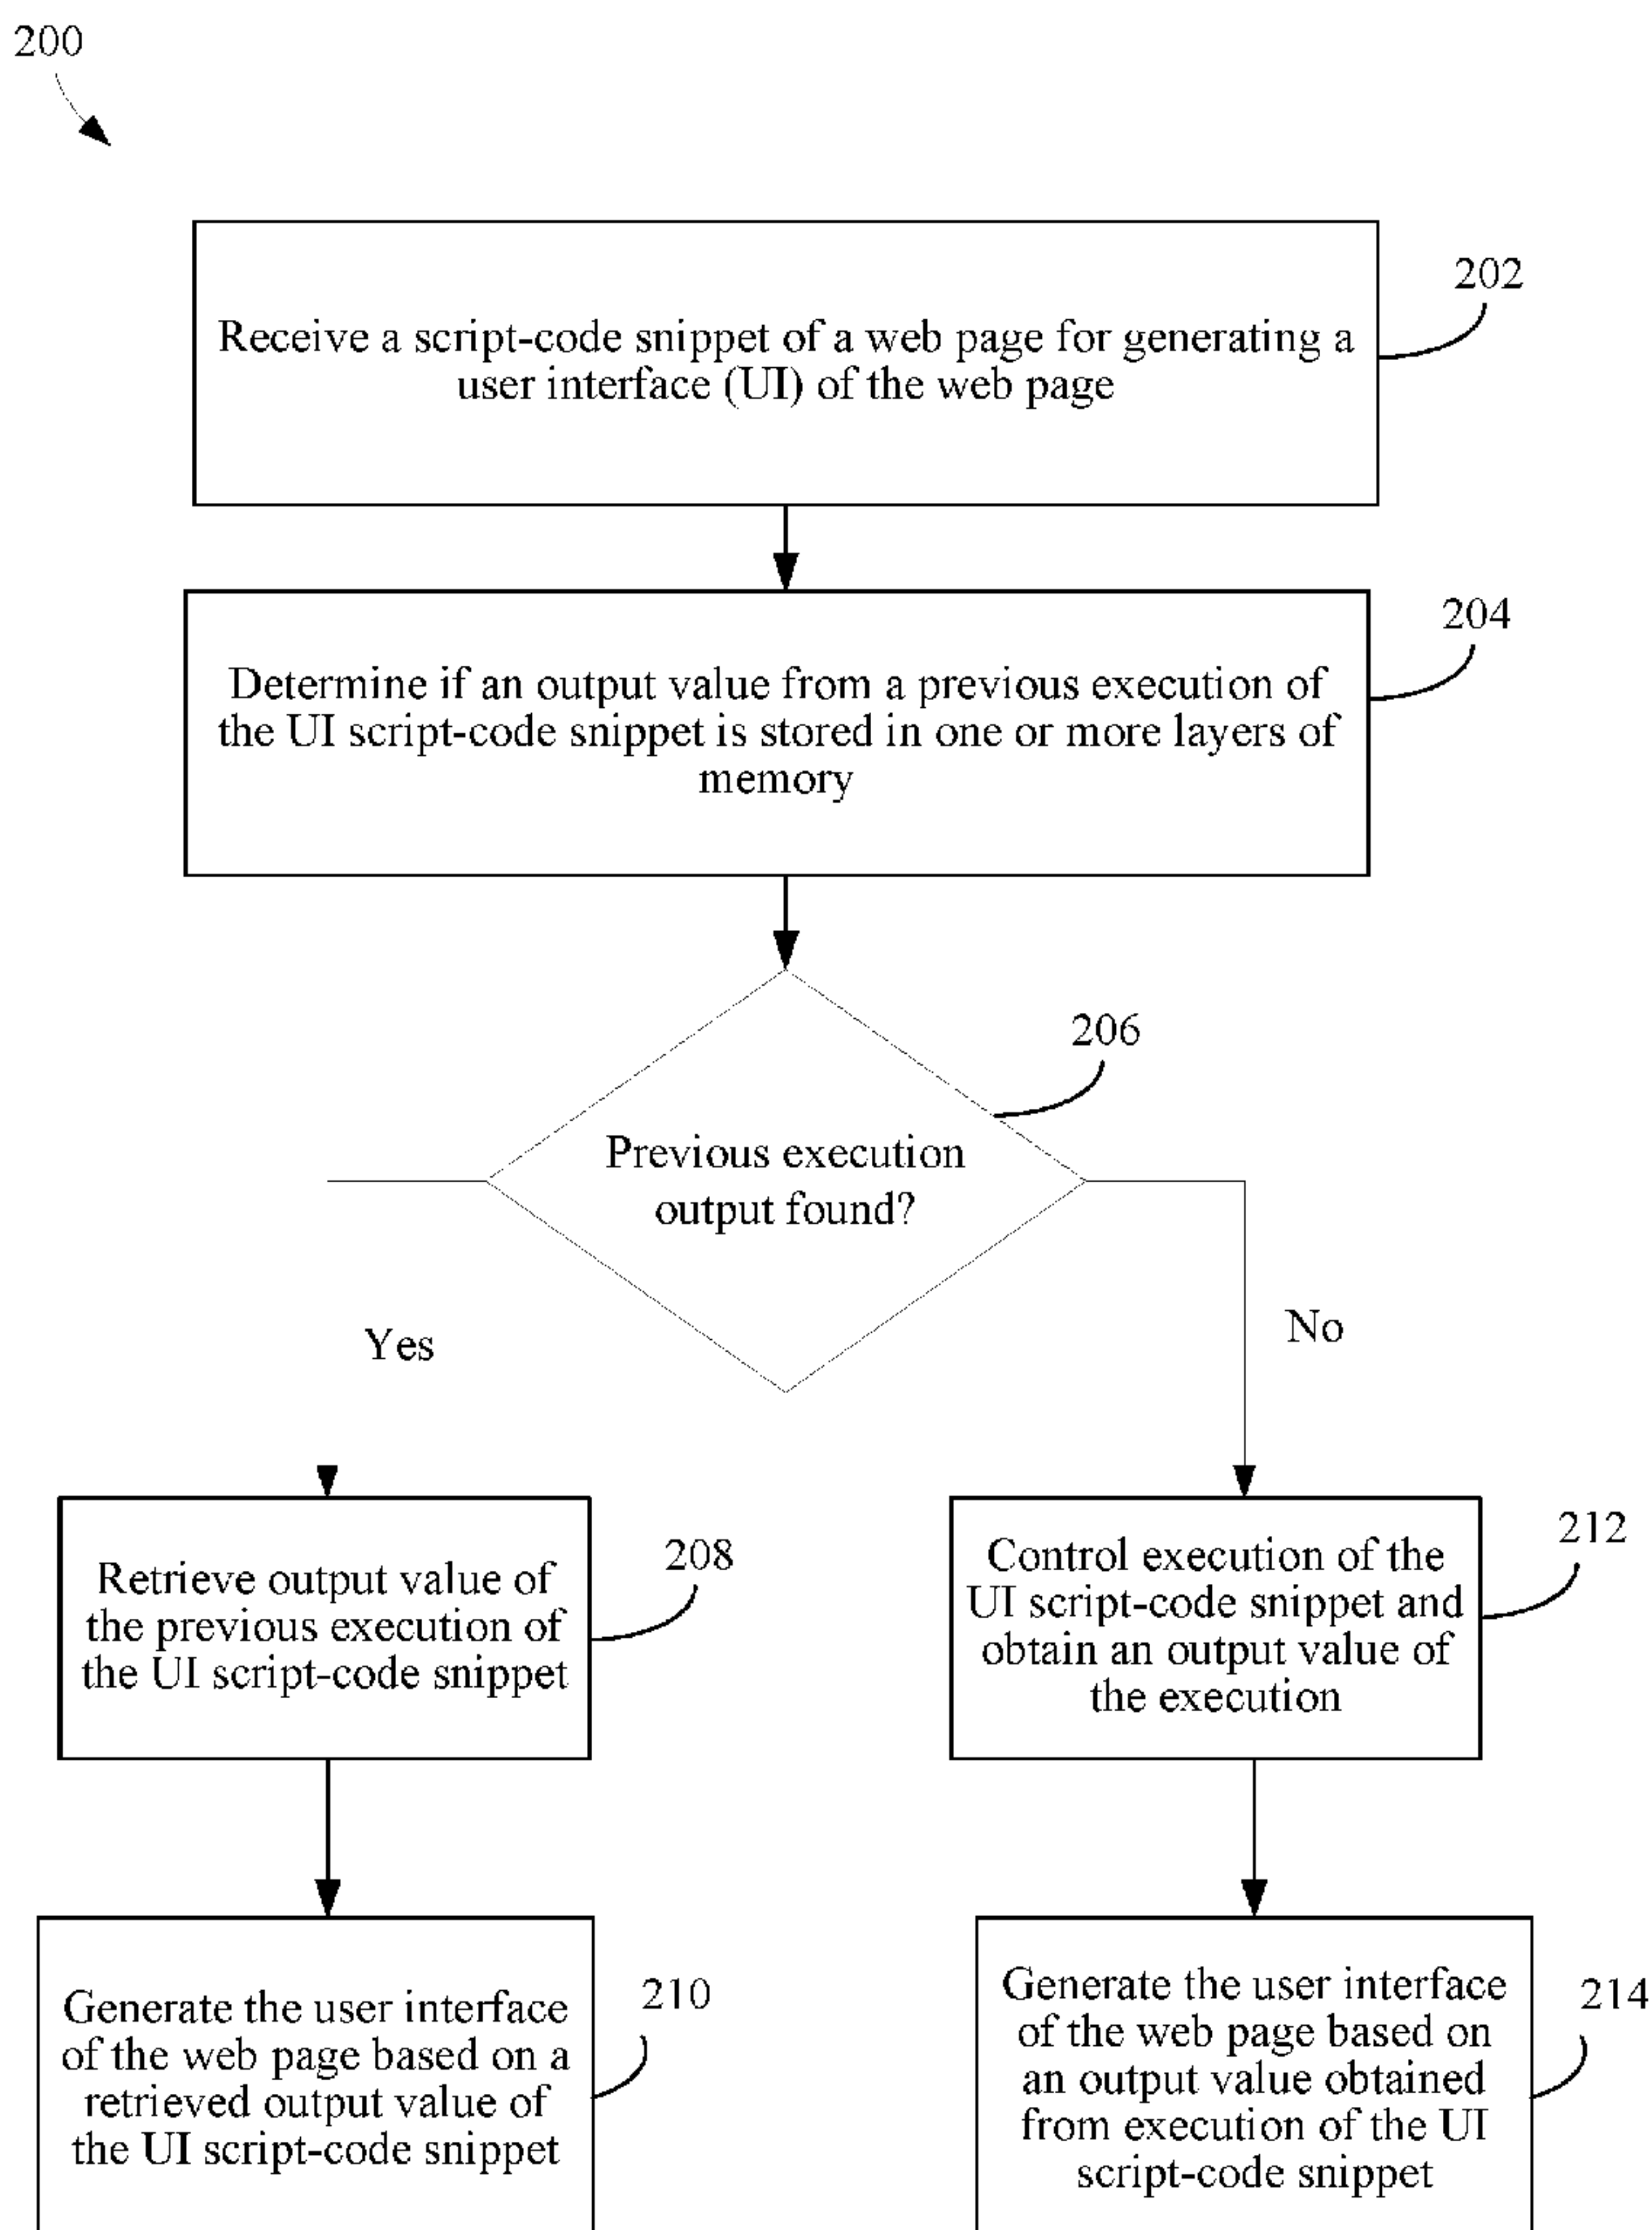 200
202
Receive a script-code snippet of a web page for generating a
user interface (UI) of the web page
204
Determine if an output value from a previous execution of
the UI script-code snippet is stored in one or more layers of
memory
206
Previous execution
output found?
Yes
No
208
Retrieve output value of
the previous execution of
the UI script-code snippet
212
Control execution of the
UI script-code snippet and
obtain an output value of
the execution
210
Generate the user interface
of the web page based on a
retrieved output value of
the UI script-code snippet
214
Generate the user interface
of the web page based on
an output value obtained
from execution of the UI
script-code snippet